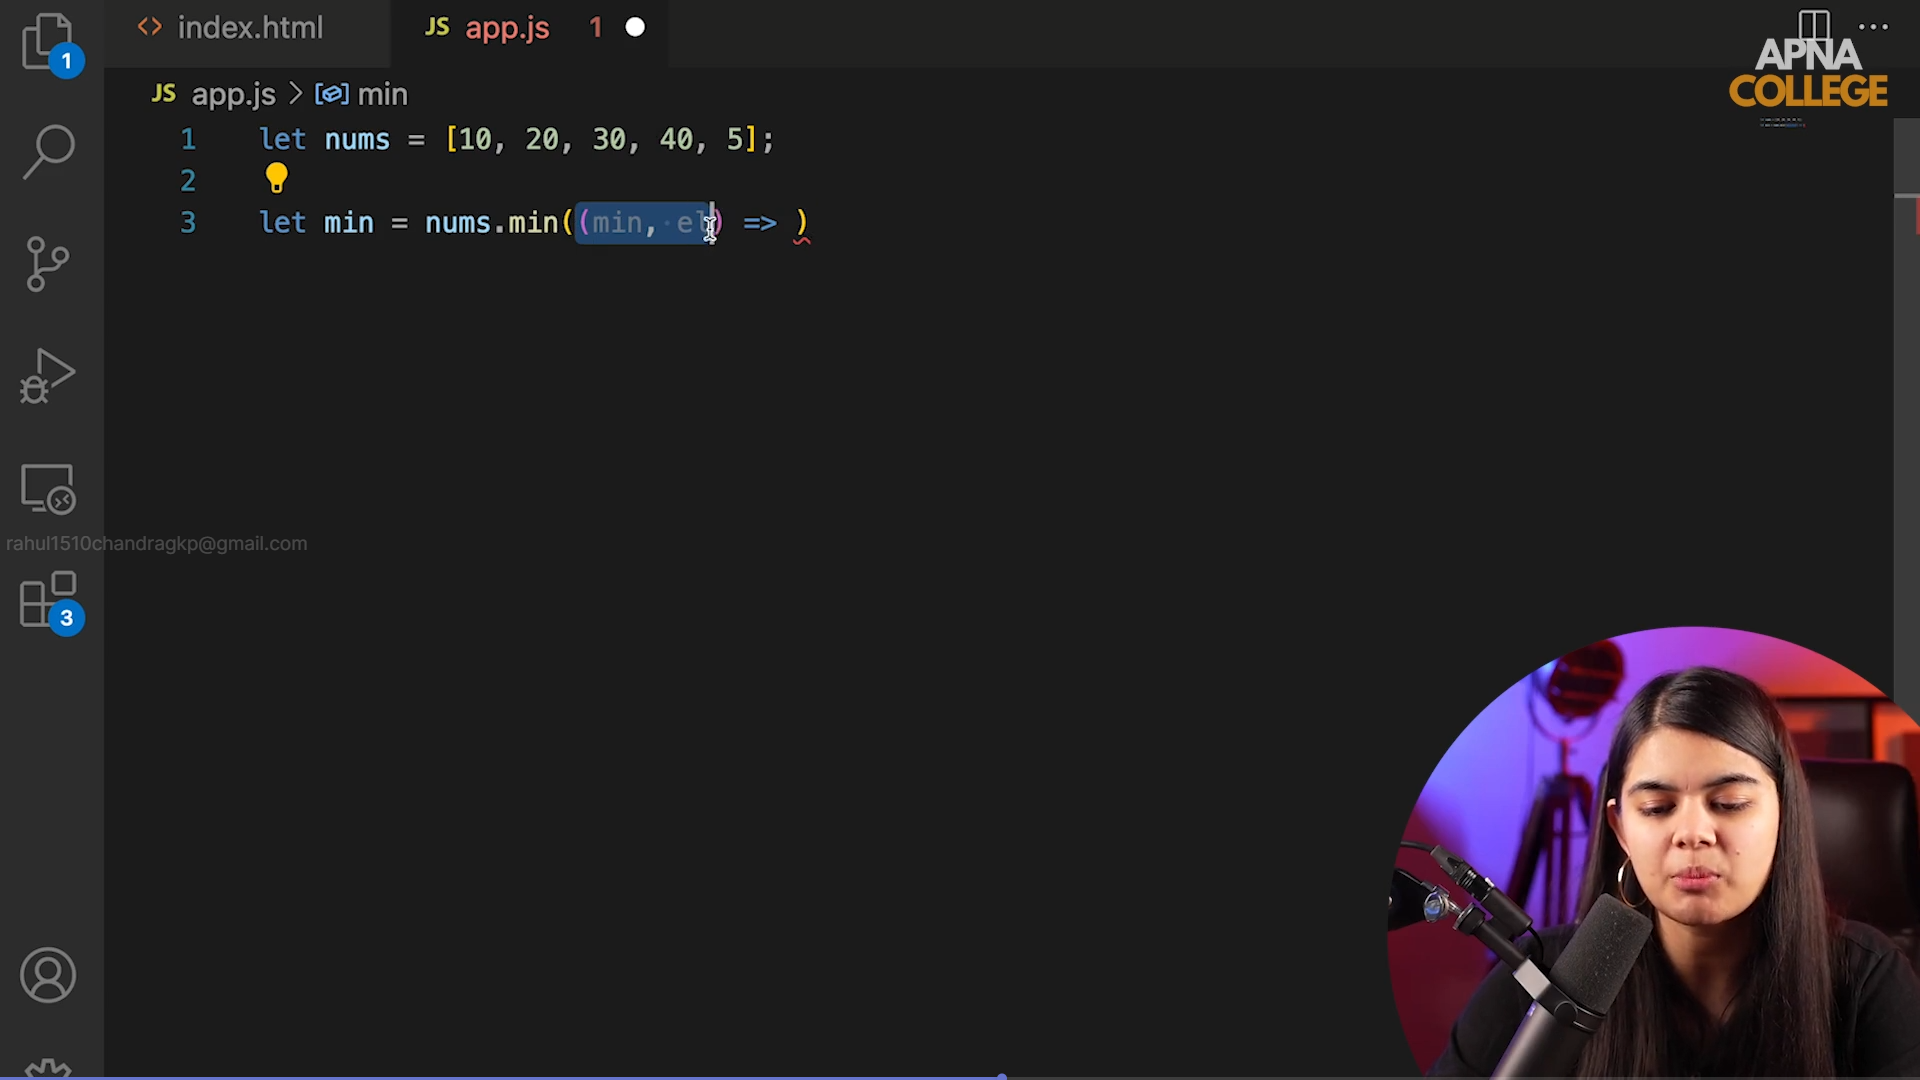 index.html
JS app.js 1
APNA
COLLEGE
JS app.js > min
1 let nums = [10, 20, 30, 40, 5];
2
3 let min = nums.min((min, el) => )
1
rahul1510chandragkp@gmail.com
3